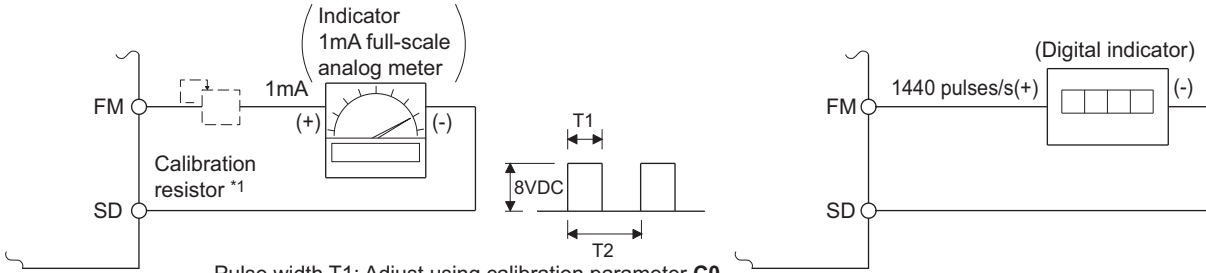 Indicator
1mA full-scale
analog meter
1mA
FM
(+)
(-)
Calibration
resistor *1
SD
T1
8VDC
T2
Pulse width T1: Adjust using calibration parameter C0
(Digital indicator)
1440 pulses/s(+)
(-)
FM
SD